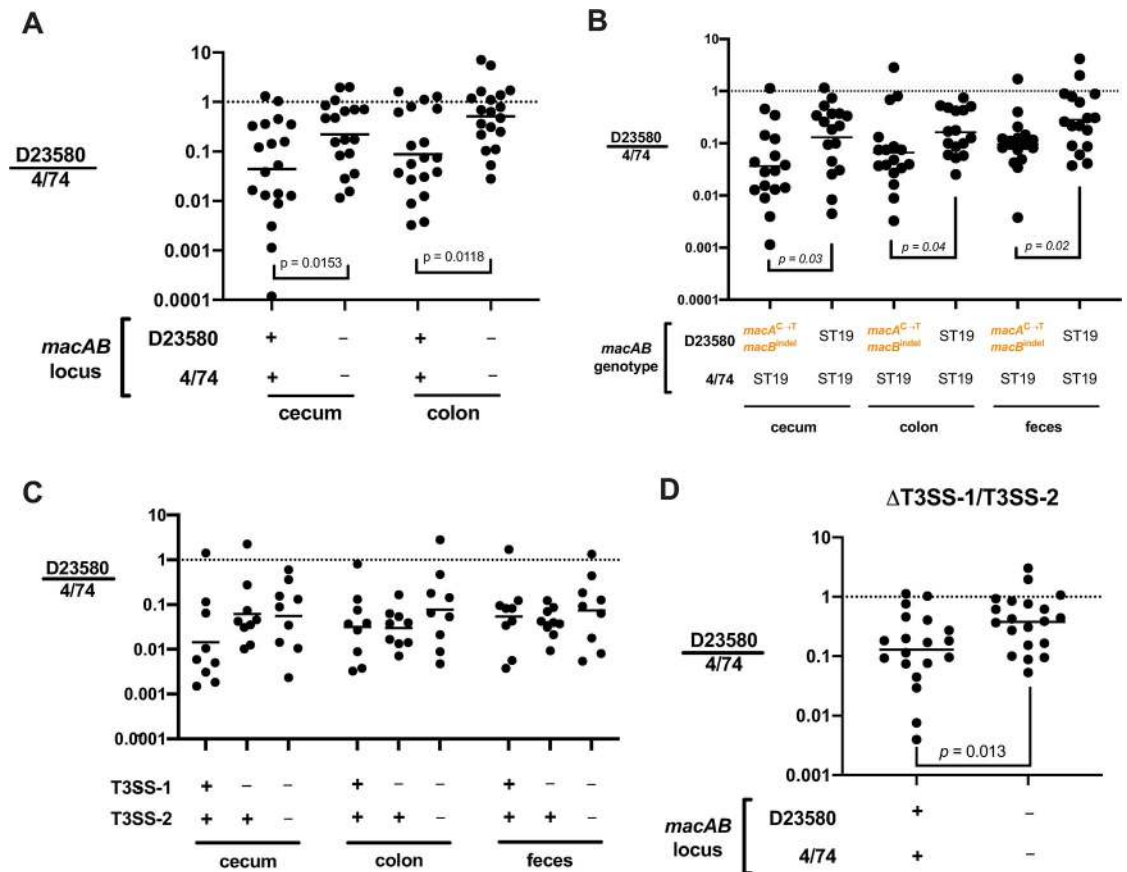 A
D23580
4/74
10
1
0.1
0.01
0.001
0.0001
p = 0.0153
p = 0.0118
macAB
locus
D23580 + – + –
4/74 + – + –
cecum colon
B
D23580
4/74
10
1
0.1
0.01
0.001
0.0001
p = 0.03
p = 0.04
p = 0.02
macAB
genotype
D23580
macA^C→T macA^C→T macA^C→T
ST19 ST19 ST19
macB^indel macB^indel macB^indel
4/74 ST19 ST19 ST19 ST19 ST19 ST19
cecum colon feces
C
D23580
4/74
10
1
0.1
0.01
0.001
0.0001
T3SS-1 + – – + – – + – –
T3SS-2 + + – + + – + + –
cecum colon feces
D
ΔT3SS-1/T3SS-2
D23580
4/74
10
1
0.1
0.01
0.001
p = 0.013
macAB
locus
D23580 + –
4/74 + –